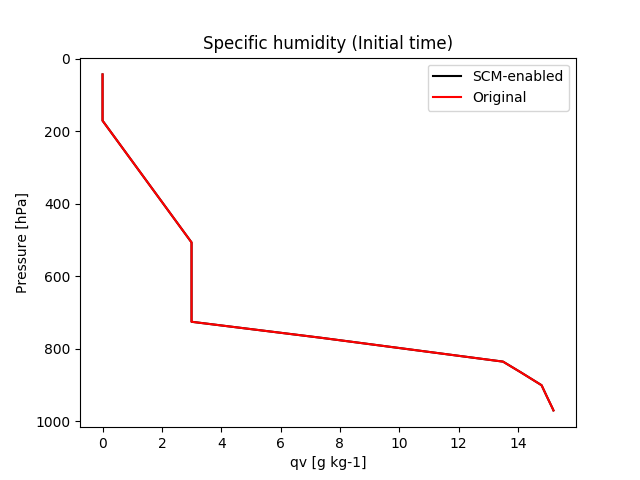 Specific humidity (Initial time)
SCM-enabled
Original
Pressure [hPa]
0
200
400
600
800
1000
0 2 4 6 8 10 12 14
qv [g kg-1]